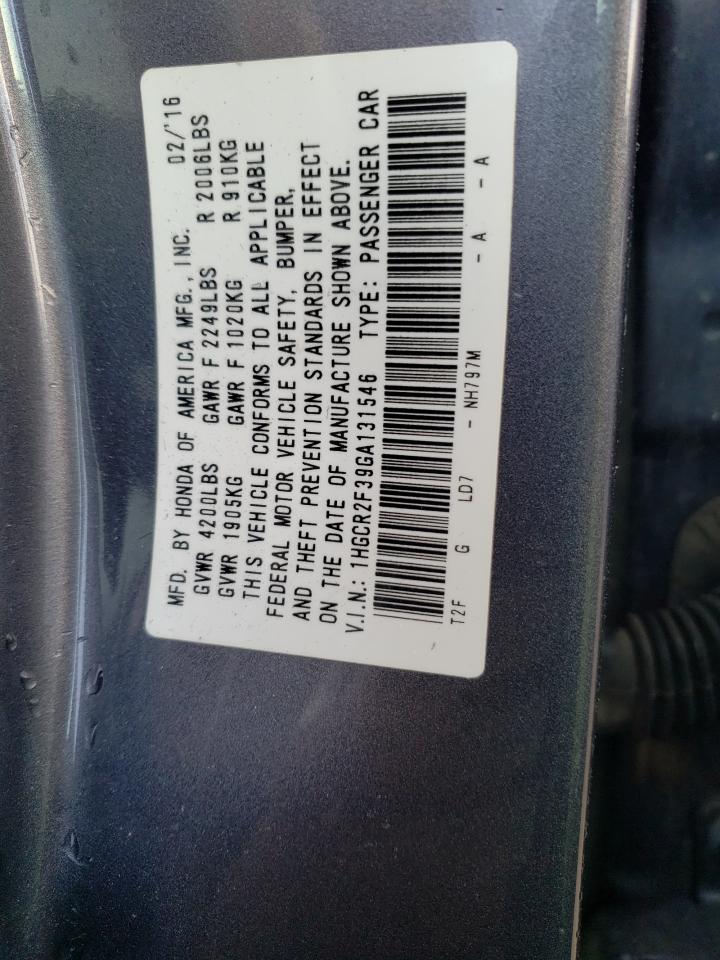 MFD. BY HONDA OF AMERICA MFG., INC. 02/'16
GVWR 4200LBS GAWR F 2249LBS R 2006LBS
GVWR 1905KG GAWR F 1020KG R 910KG
THIS VEHICLE CONFORMS TO ALL APPLICABLE
FEDERAL MOTOR VEHICLE SAFETY, BUMPER,
AND THEFT PREVENTION STANDARDS IN EFFECT
ON THE DATE OF MANUFACTURE SHOWN ABOVE.
V.I.N.: 1HGCR2F39GA131546 TYPE: PASSENGER CAR
T2F G LD7 - NH797M - A - A